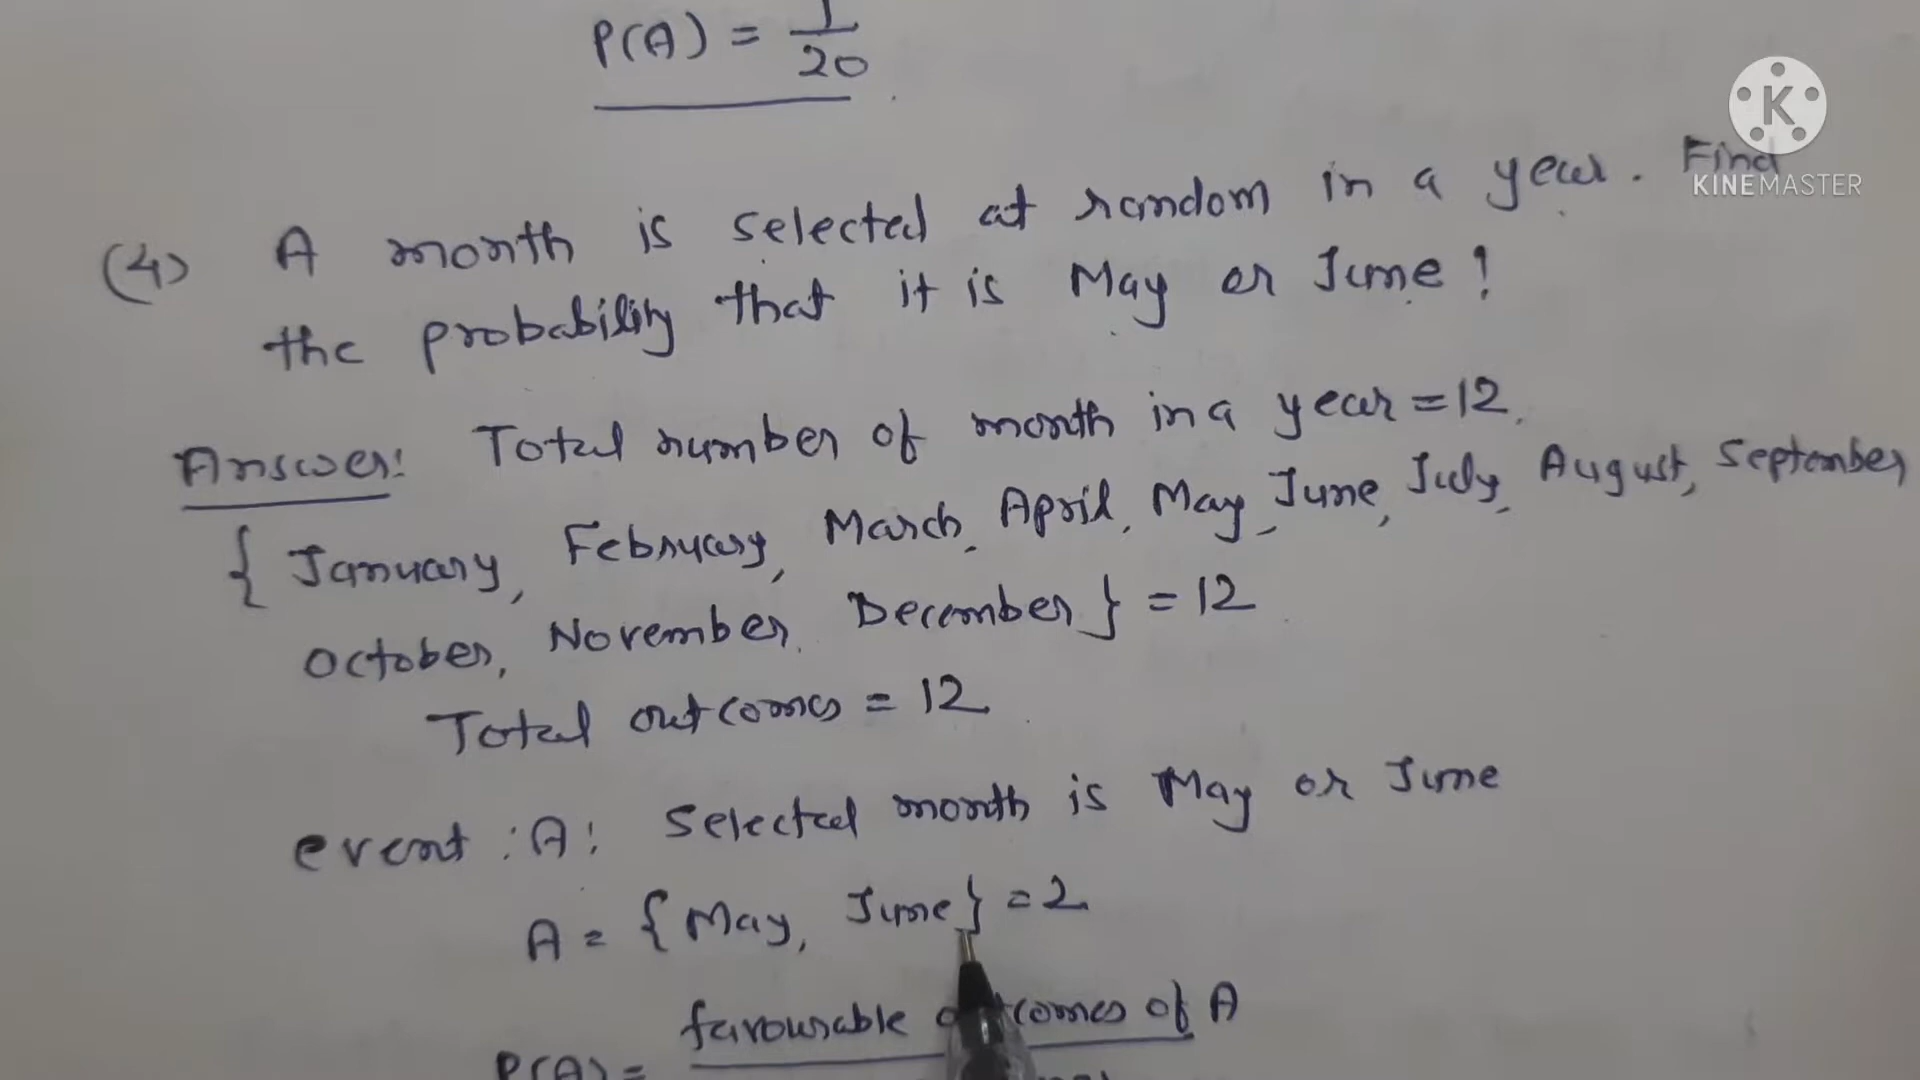 P(A) = 1/20
K
KINEMASTER
(4) A month is selected at random in a year. Find
the probability that it is May or June!
Answer: Total number of month in a year = 12.
{ January, February, March, April, May, June, July, August, September
October, November, December } = 12
Total outcomes = 12
event : A: selected month is May or June
A = { May, June } = 2
favourable outcomes of A
P(A) =